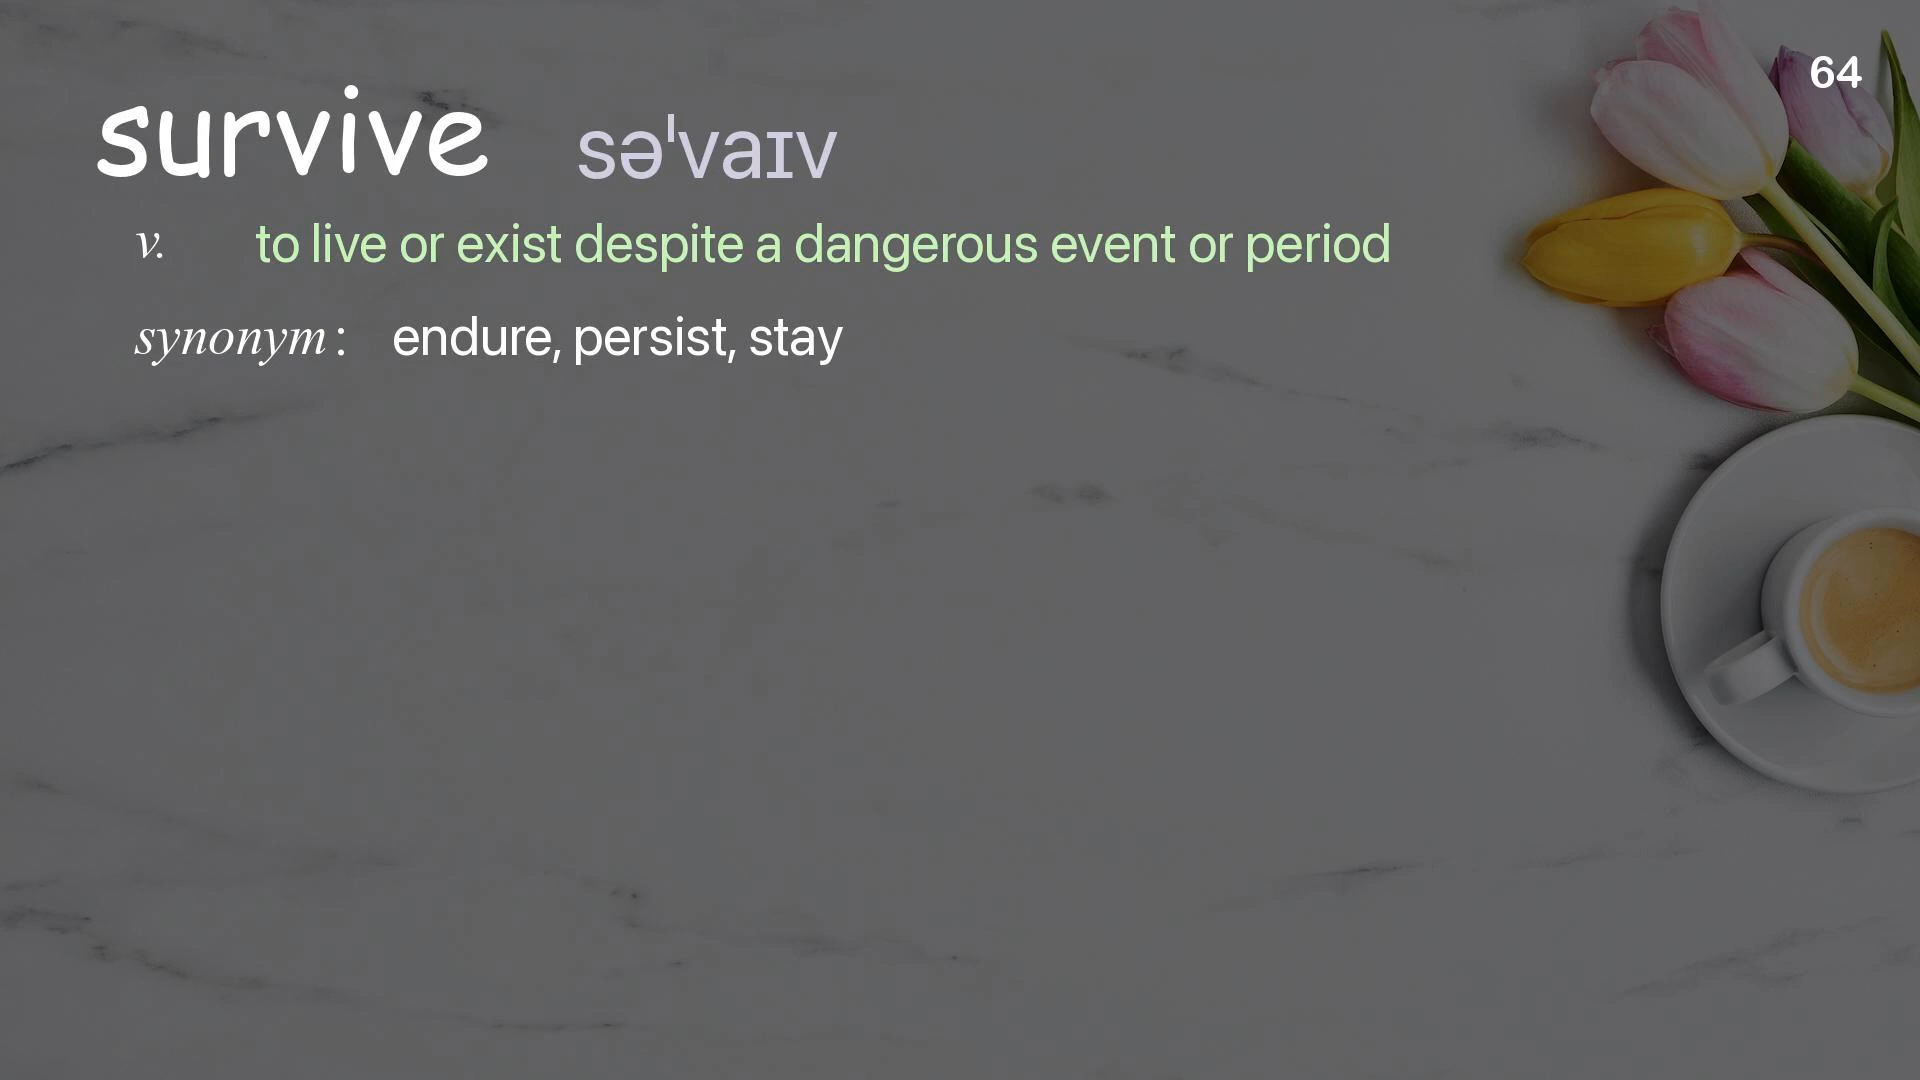 64
survive səˈvaɪv
v. to live or exist despite a dangerous event or period
synonym : endure, persist, stay